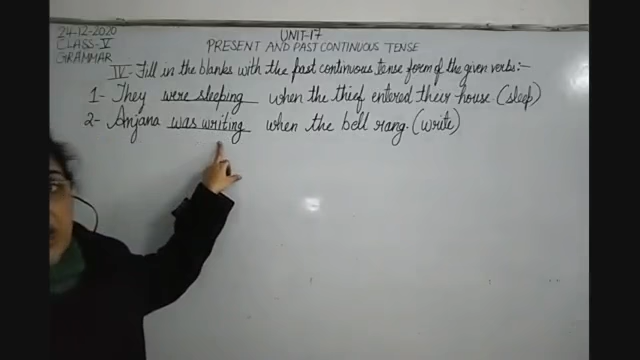 24-12-2020
UNIT-17
CLASS-V
PRESENT AND PAST CONTINUOUS TENSE
GRAMMAR
IV- Fill in the blanks with the past continuous tense form of the given verbs:-
1- They were sleeping when the thief entered their house. (sleep)
2- Anjana was writing when the bell rang. (write)